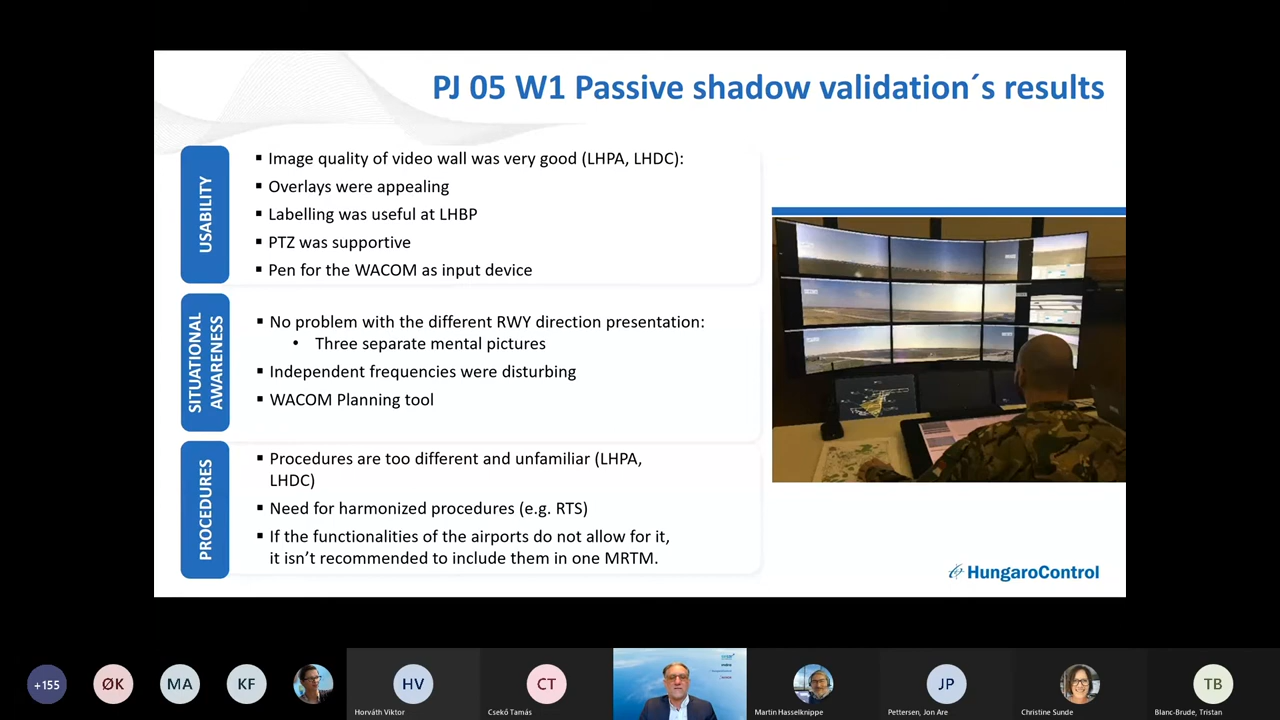 PJ 05 W1 Passive shadow validation´s results
USABILITY
▪ Image quality of video wall was very good (LHPA, LHDC):
▪ Overlays were appealing
▪ Labelling was useful at LHBP
▪ PTZ was supportive
▪ Pen for the WACOM as input device
SITUATIONAL
AWARENESS
▪ No problem with the different RWY direction presentation:
• Three separate mental pictures
▪ Independent frequencies were disturbing
▪ WACOM Planning tool
PROCEDURES
▪ Procedures are too different and unfamiliar (LHPA,
LHDC)
▪ Need for harmonized procedures (e.g. RTS)
▪ If the functionalities of the airports do not allow for it,
it isn’t recommended to include them in one MRTM.
HungaroControl
+155
ØK
MA
KF
HV
Horváth Viktor
CT
Csekő Tamás
Martin Hasselknippe
JP
Pettersen, Jon Are
Christine Sunde
TB
Blanc-Brude, Tristan